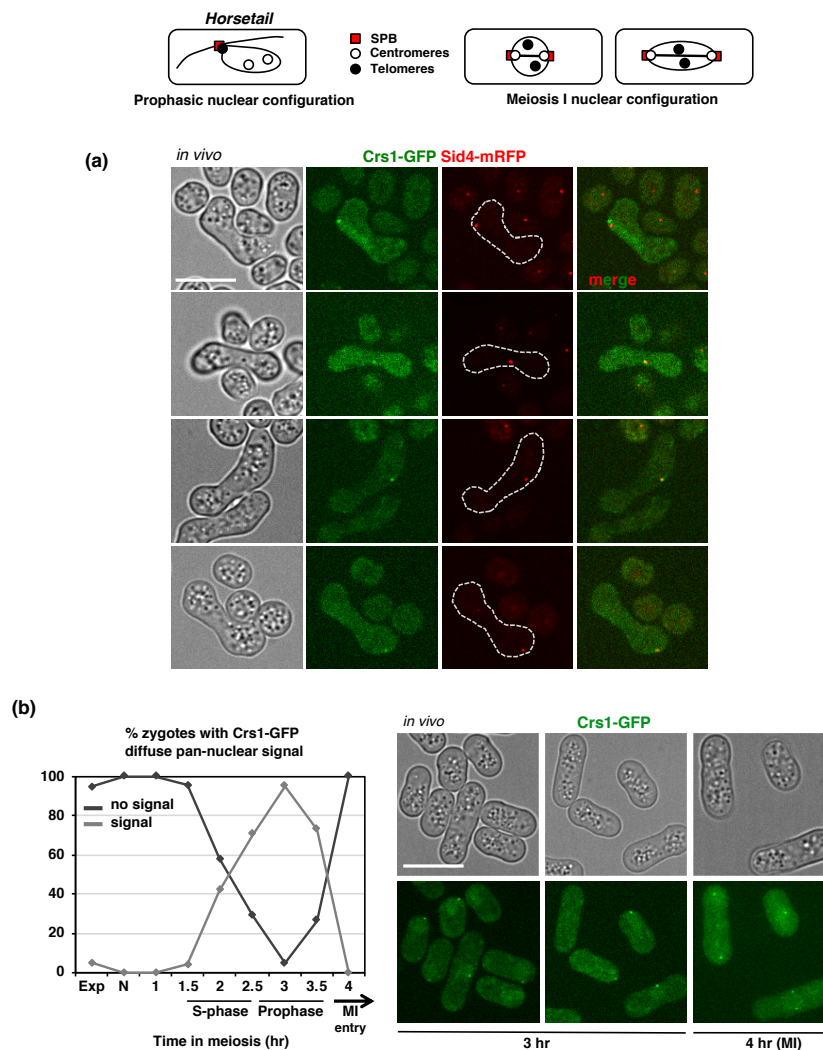 Horsetail
SPB
Centromeres
Telomeres
Prophasic nuclear configuration
Meiosis I nuclear configuration
(a)
in vivo
Crs1-GFP Sid4-mRFP
merge
(b)
% zygotes with Crs1-GFP
diffuse pan-nuclear signal
100
80
60
40
20
0
no signal
signal
Exp N 1 1.5 2 2.5 3 3.5 4
S-phase Prophase MI
entry
Time in meiosis (hr)
in vivo
Crs1-GFP
3 hr
4 hr (MI)